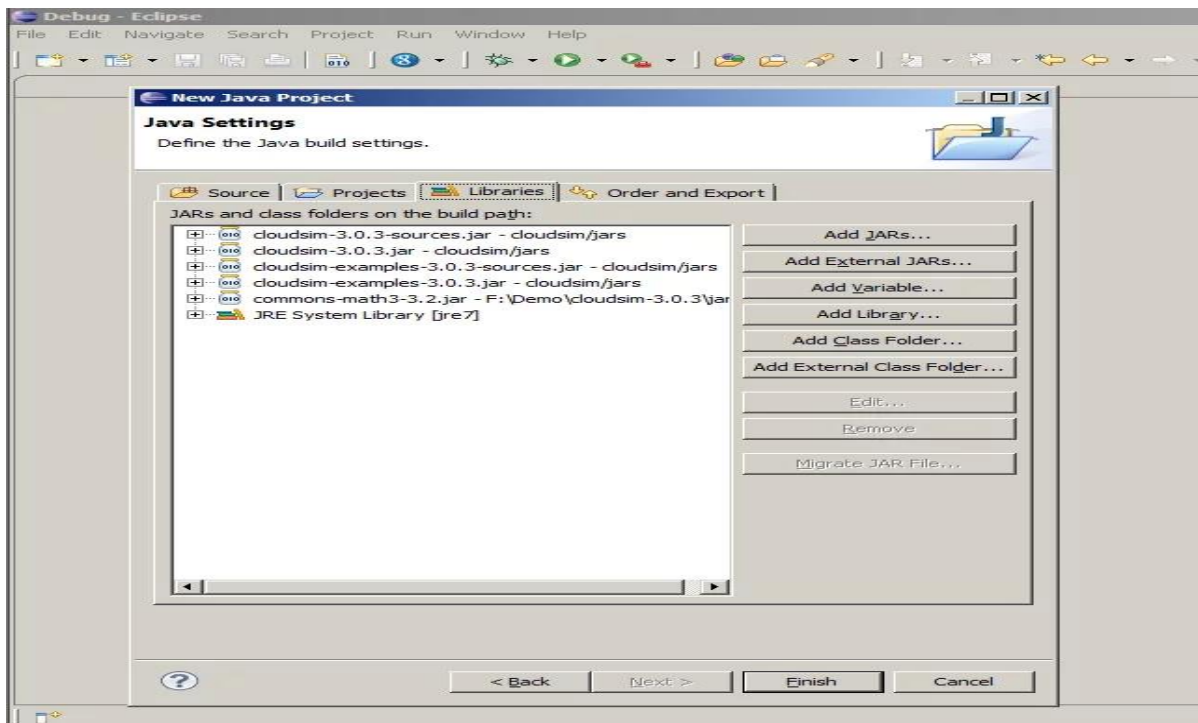 Debug - Eclipse
File Edit Navigate Search Project Run Window Help
New Java Project
Java Settings
Define the Java build settings.
Source Projects Libraries Order and Export
JARs and class folders on the build path:
cloudsim-3.0.3-sources.jar - cloudsim/jars
cloudsim-3.0.3.jar - cloudsim/jars
cloudsim-examples-3.0.3-sources.jar - cloudsim/jars
cloudsim-examples-3.0.3.jar - cloudsim/jars
commons-math3-3.2.jar - F:\Demo\cloudsim-3.0.3\jar
JRE System Library [jre7]
Add JARs...
Add External JARs...
Add Variable...
Add Library...
Add Class Folder...
Add External Class Folder...
Edit...
Remove
Migrate JAR File...
< Back Next > Finish Cancel